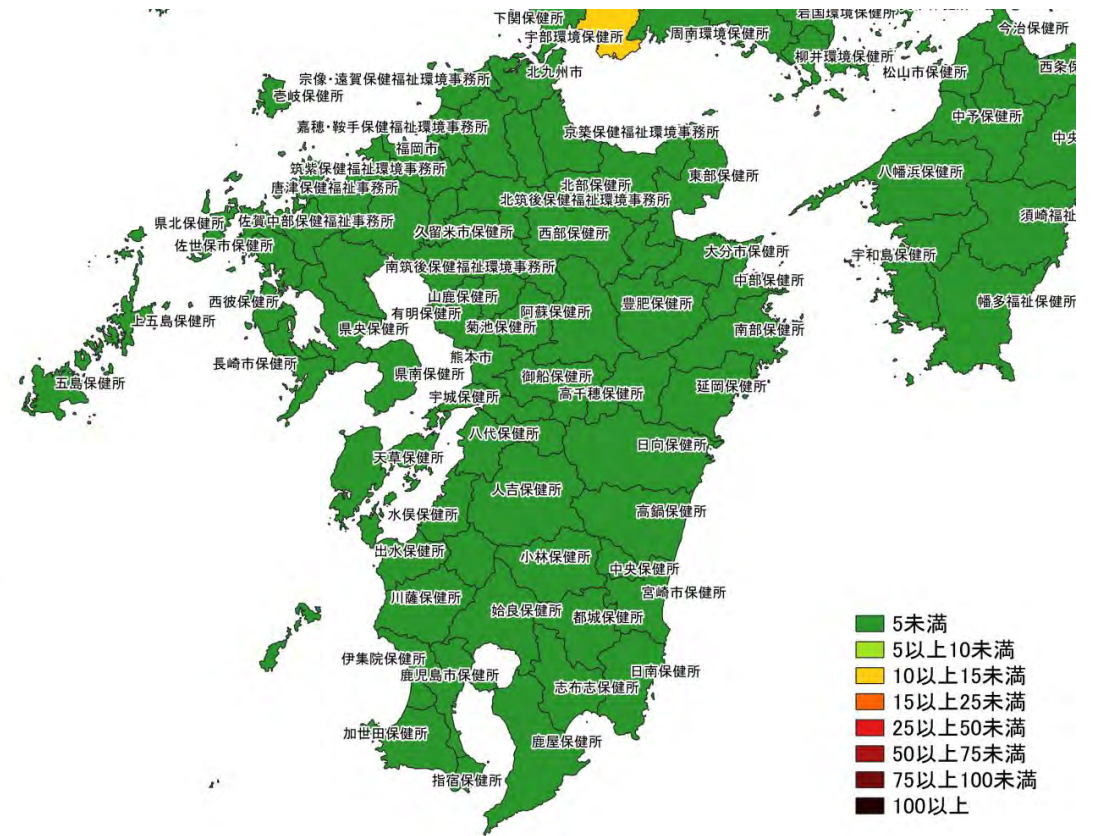 下関保健所
岩国環境保健所
宇部環境保健所
周南環境保健所
今治保健所
柳井環境保健所
北九州市
松山市保健所
西条保
宗像・遠賀保健福祉環境事務所
壱岐保健所
中予保健所
嘉穂・鞍手保健福祉環境事務所
京築保健福祉環境事務所
中央
福岡市
筑紫保健福祉環境事務所
東部保健所
八幡浜保健所
唐津保健福祉事務所
北部保健所
北筑後保健福祉環境事務所
須崎福祉
県北保健所
佐賀中部保健福祉事務所
久留米市保健所
西部保健所
佐世保市保健所
大分市保健所
宇和島保健所
南筑後保健福祉環境事務所
中部保健所
西彼保健所
山鹿保健所
豊肥保健所
幡多福祉保健所
有明保健所
阿蘇保健所
上五島保健所
県央保健所
菊池保健所
南部保健所
熊本市
長崎市保健所
県南保健所
御船保健所
五島保健所
延岡保健所
宇城保健所
高千穂保健所
八代保健所
日向保健所
天草保健所
人吉保健所
水俣保健所
高鍋保健所
出水保健所
小林保健所
中央保健所
宮崎市保健所
川薩保健所
姶良保健所
都城保健所
伊集院保健所
鹿児島市保健所
日南保健所
志布志保健所
加世田保健所
鹿屋保健所
指宿保健所
5未満
5以上10未満
10以上15未満
15以上25未満
25以上50未満
50以上75未満
75以上100未満
100以上